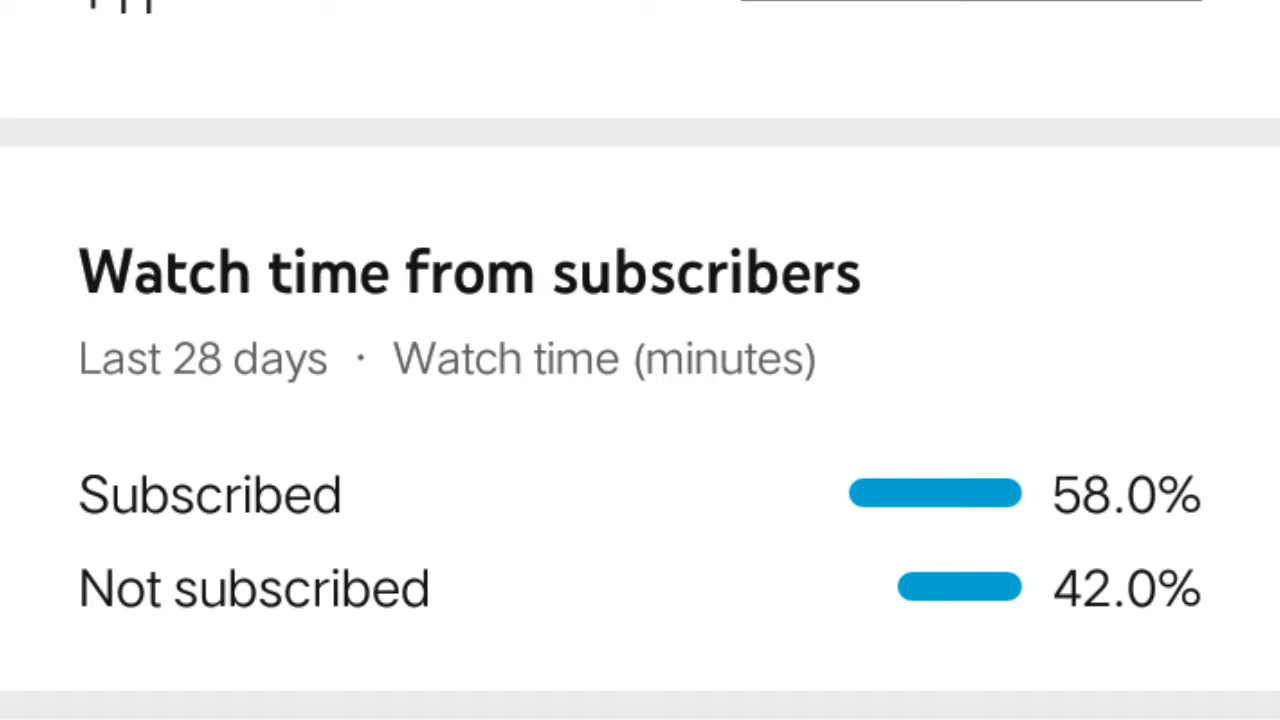 Watch time from subscribers
Last 28 days · Watch time (minutes)
Subscribed 58.0%
Not subscribed 42.0%